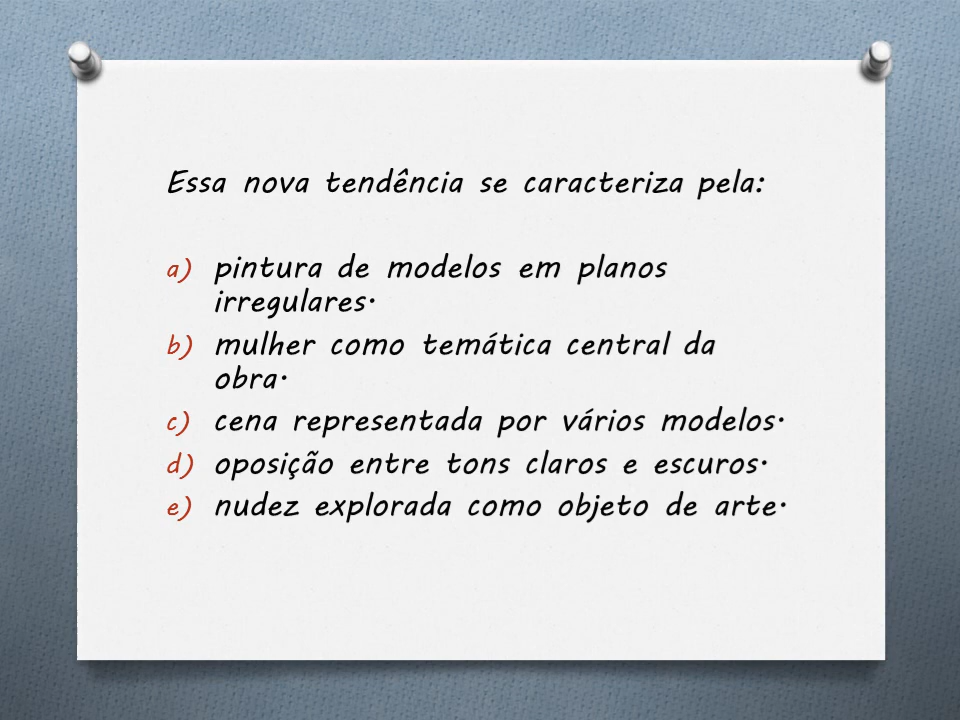 Essa nova tendência se caracteriza pela:
a) pintura de modelos em planos
irregulares.
b) mulher como temática central da
obra.
c) cena representada por vários modelos.
d) oposição entre tons claros e escuros.
e) nudez explorada como objeto de arte.